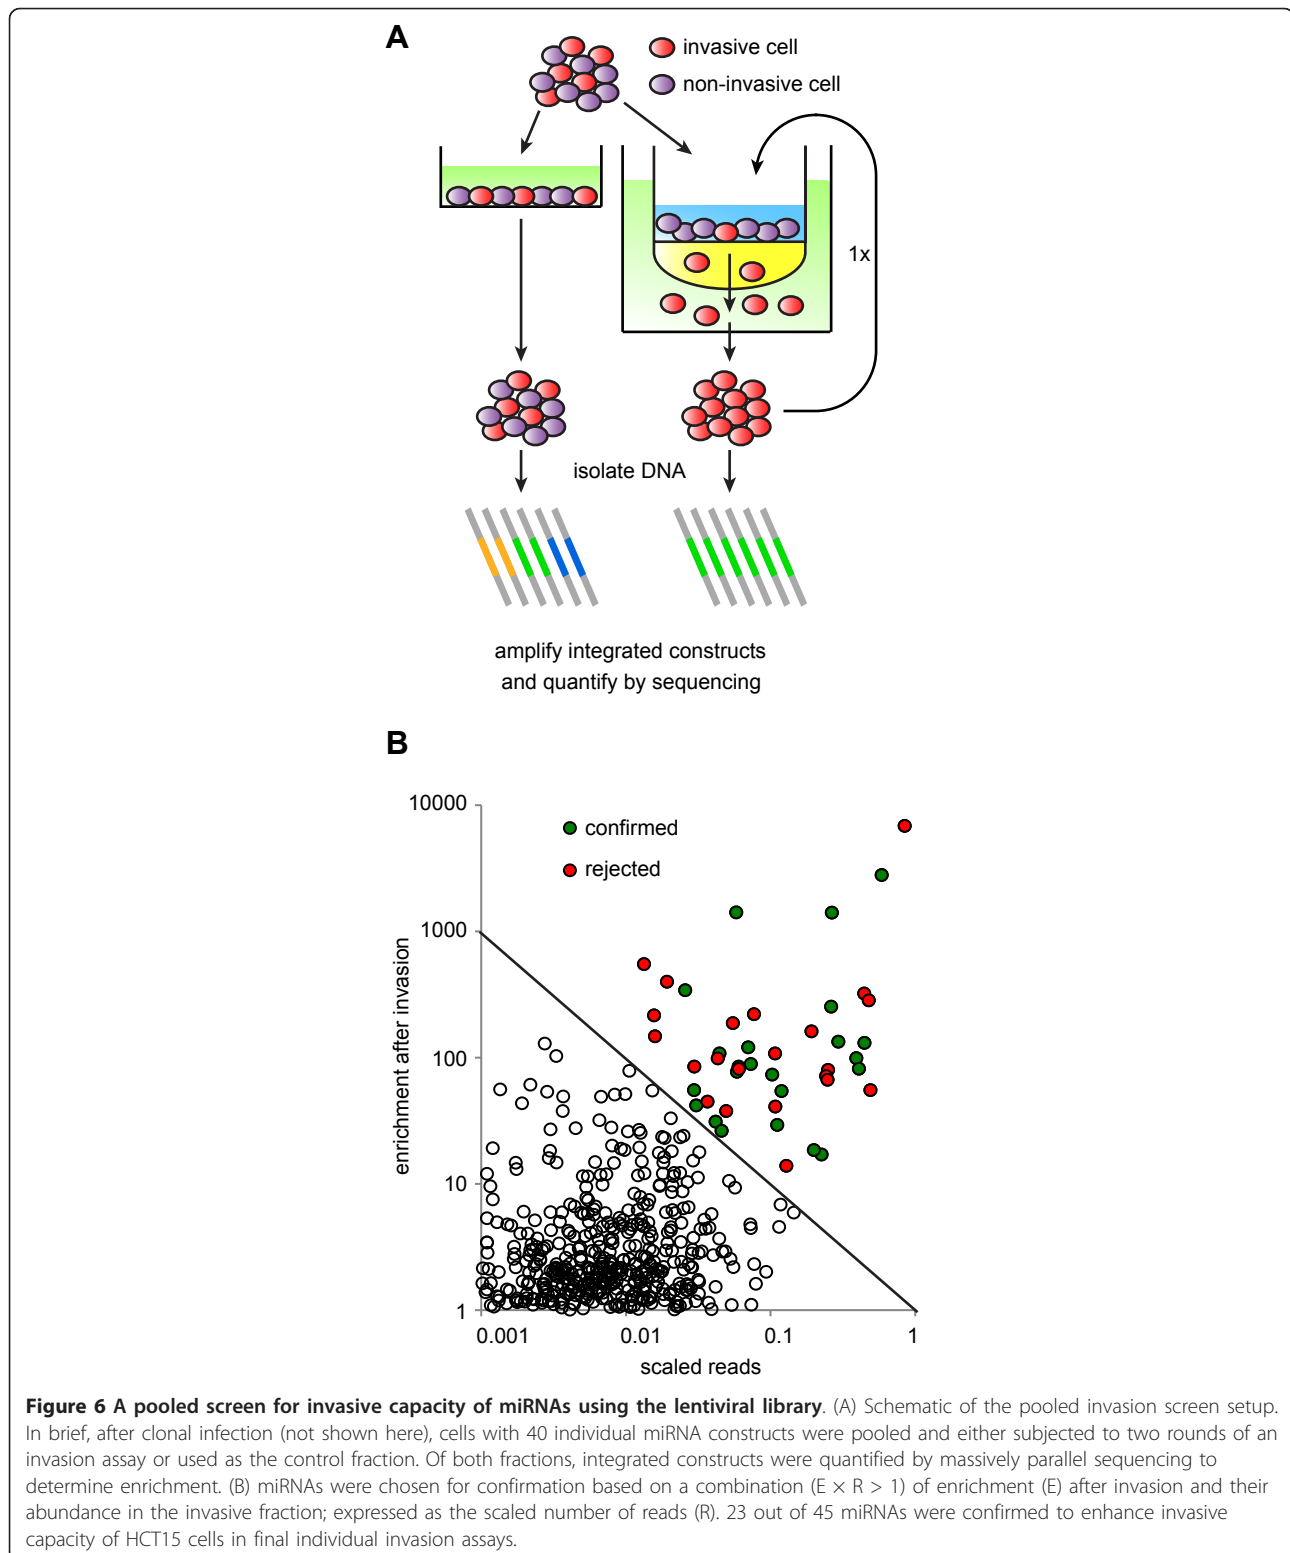 A
invasive cell
non-invasive cell
1x
isolate DNA
amplify integrated constructs
and quantify by sequencing
B
10000
1000
100
10
1
enrichment after invasion
confirmed
rejected
0.001
0.01
0.1
1
scaled reads
Figure 6 A pooled screen for invasive capacity of miRNAs using the lentiviral library. (A) Schematic of the pooled invasion screen setup.
In brief, after clonal infection (not shown here), cells with 40 individual miRNA constructs were pooled and either subjected to two rounds of an
invasion assay or used as the control fraction. Of both fractions, integrated constructs were quantified by massively parallel sequencing to
determine enrichment. (B) miRNAs were chosen for confirmation based on a combination (E × R > 1) of enrichment (E) after invasion and their
abundance in the invasive fraction; expressed as the scaled number of reads (R). 23 out of 45 miRNAs were confirmed to enhance invasive
capacity of HCT15 cells in final individual invasion assays.